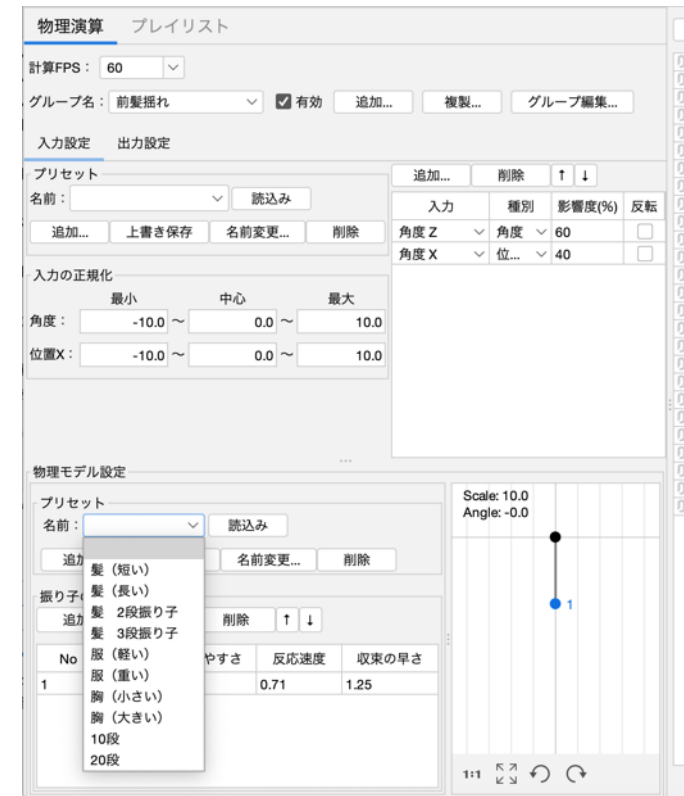 物理演算 プレイリスト
計算FPS： 60
グループ名： 前髪揺れ 有効 追加... 複製... グループ編集...
入力設定 出力設定
プリセット
名前： 読込み
追加... 上書き保存 名前変更... 削除
追加... 削除 ↑ ↓
入力 種別 影響度(%) 反転
角度 Z 角度 60
角度 X 位... 40
入力の正規化
最小 中心 最大
角度： -10.0 ～ 0.0 ～ 10.0
位置X： -10.0 ～ 0.0 ～ 10.0
物理モデル設定
プリセット
名前： 読込み
名前変更... 削除
髪（短い）
髪（長い）
髪 2段振り子
髪 3段振り子
服（軽い）
服（重い）
胸（小さい）
胸（大きい）
10段
20段
振り子
削除 ↑ ↓
No やすさ 反応速度 収束の早さ
1 0.71 1.25
Scale: 10.0
Angle: -0.0
1
1:1